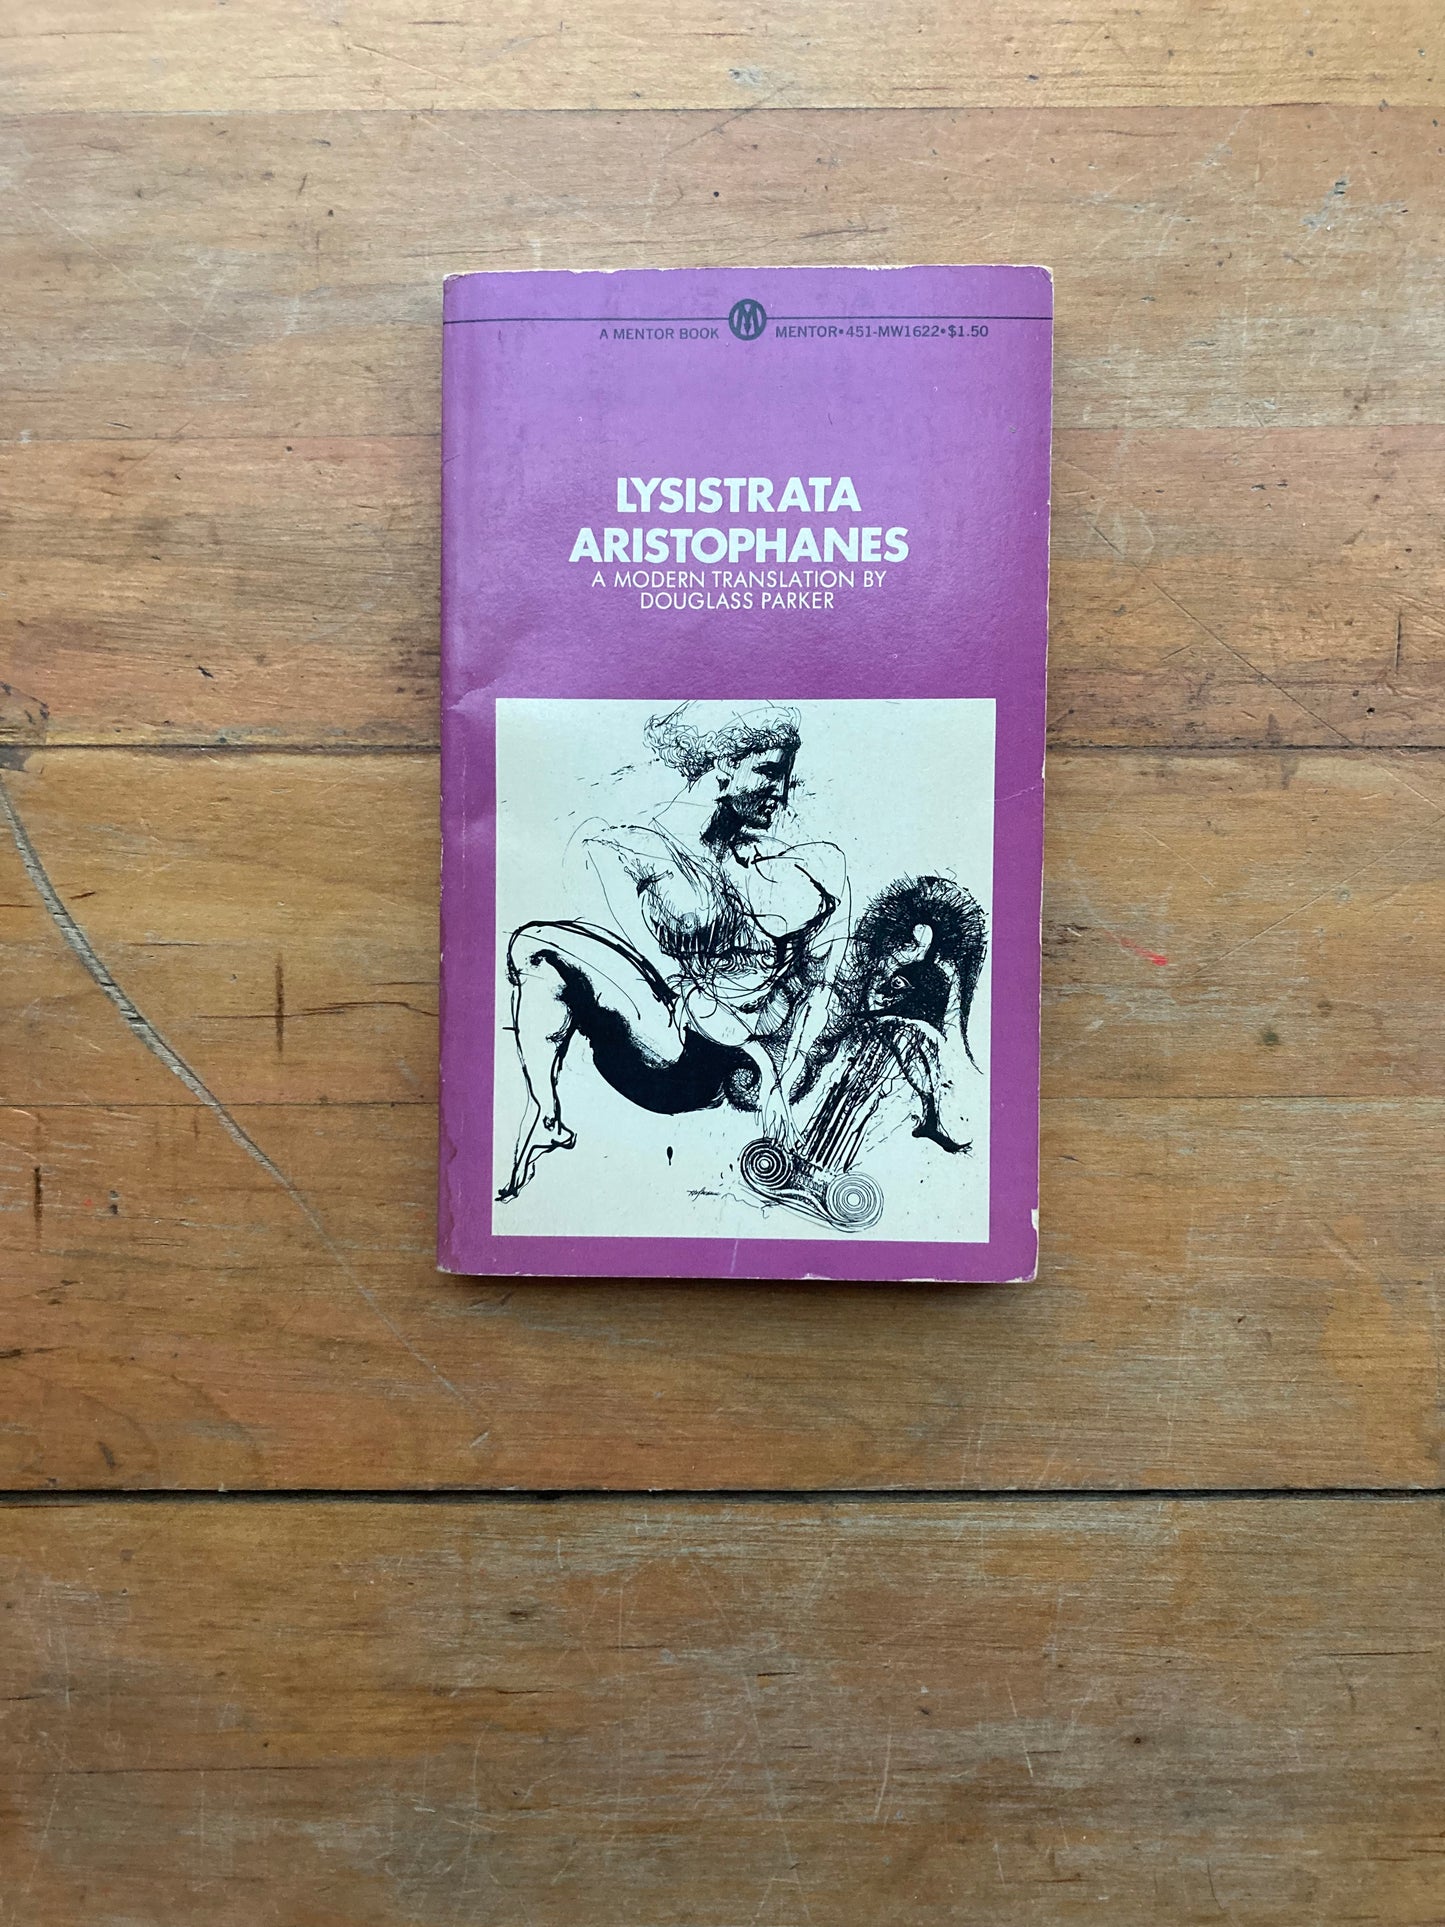 A MENTOR BOOK M MENTOR•451-MW1622•$1.50
LYSISTRATA
ARISTOPHANES
A MODERN TRANSLATION BY
DOUGLASS PARKER